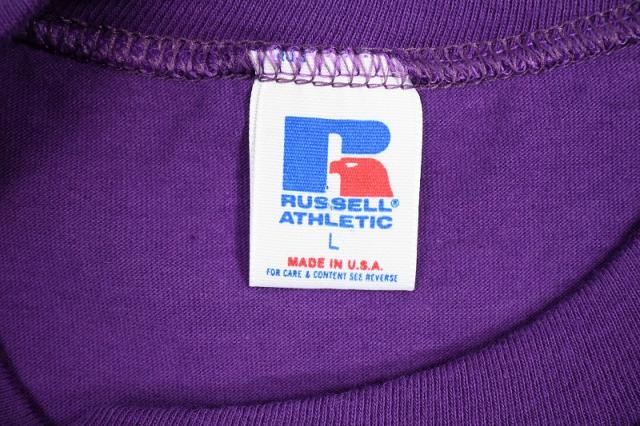 RUSSELL®
ATHLETIC
L
MADE IN U.S.A.
FOR CARE & CONTENT SEE REVERSE